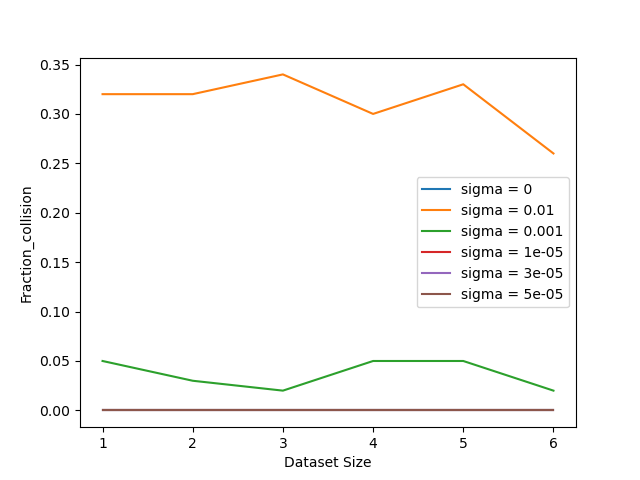 0.35
0.30
0.25
0.20
0.15
0.10
0.05
0.00
Fraction_collision
sigma = 0
sigma = 0.01
sigma = 0.001
sigma = 1e-05
sigma = 3e-05
sigma = 5e-05
1 2 3 4 5 6
Dataset Size